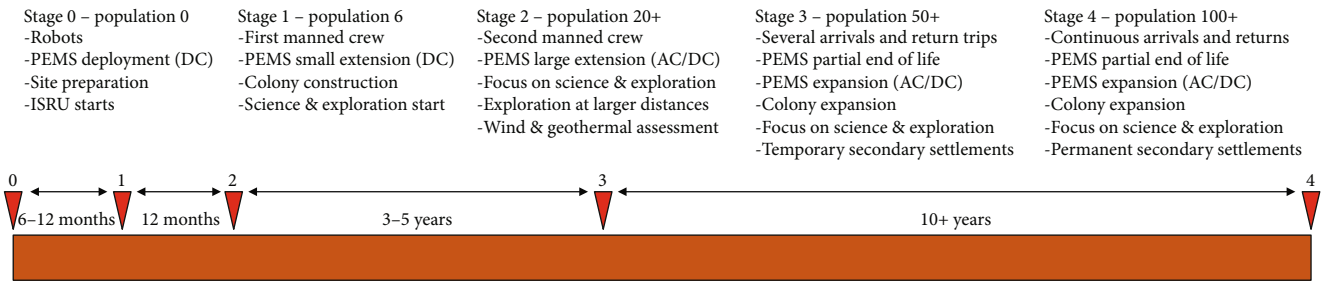 Stage 0 – population 0
-Robots
-PEMS deployment (DC)
-Site preparation
-ISRU starts
Stage 1 – population 6
-First manned crew
-PEMS small extension (DC)
-Colony construction
-Science & exploration start
Stage 2 – population 20+
-Second manned crew
-PEMS large extension (AC/DC)
-Focus on science & exploration
-Exploration at larger distances
-Wind & geothermal assessment
Stage 3 – population 50+
-Several arrivals and return trips
-PEMS partial end of life
-PEMS expansion (AC/DC)
-Colony expansion
-Focus on science & exploration
-Temporary secondary settlements
Stage 4 – population 100+
-Continuous arrivals and returns
-PEMS partial end of life
-PEMS expansion (AC/DC)
-Colony expansion
-Focus on science & exploration
-Permanent secondary settlements
0
1
2
3
4
6–12 months
12 months
3–5 years
10+ years